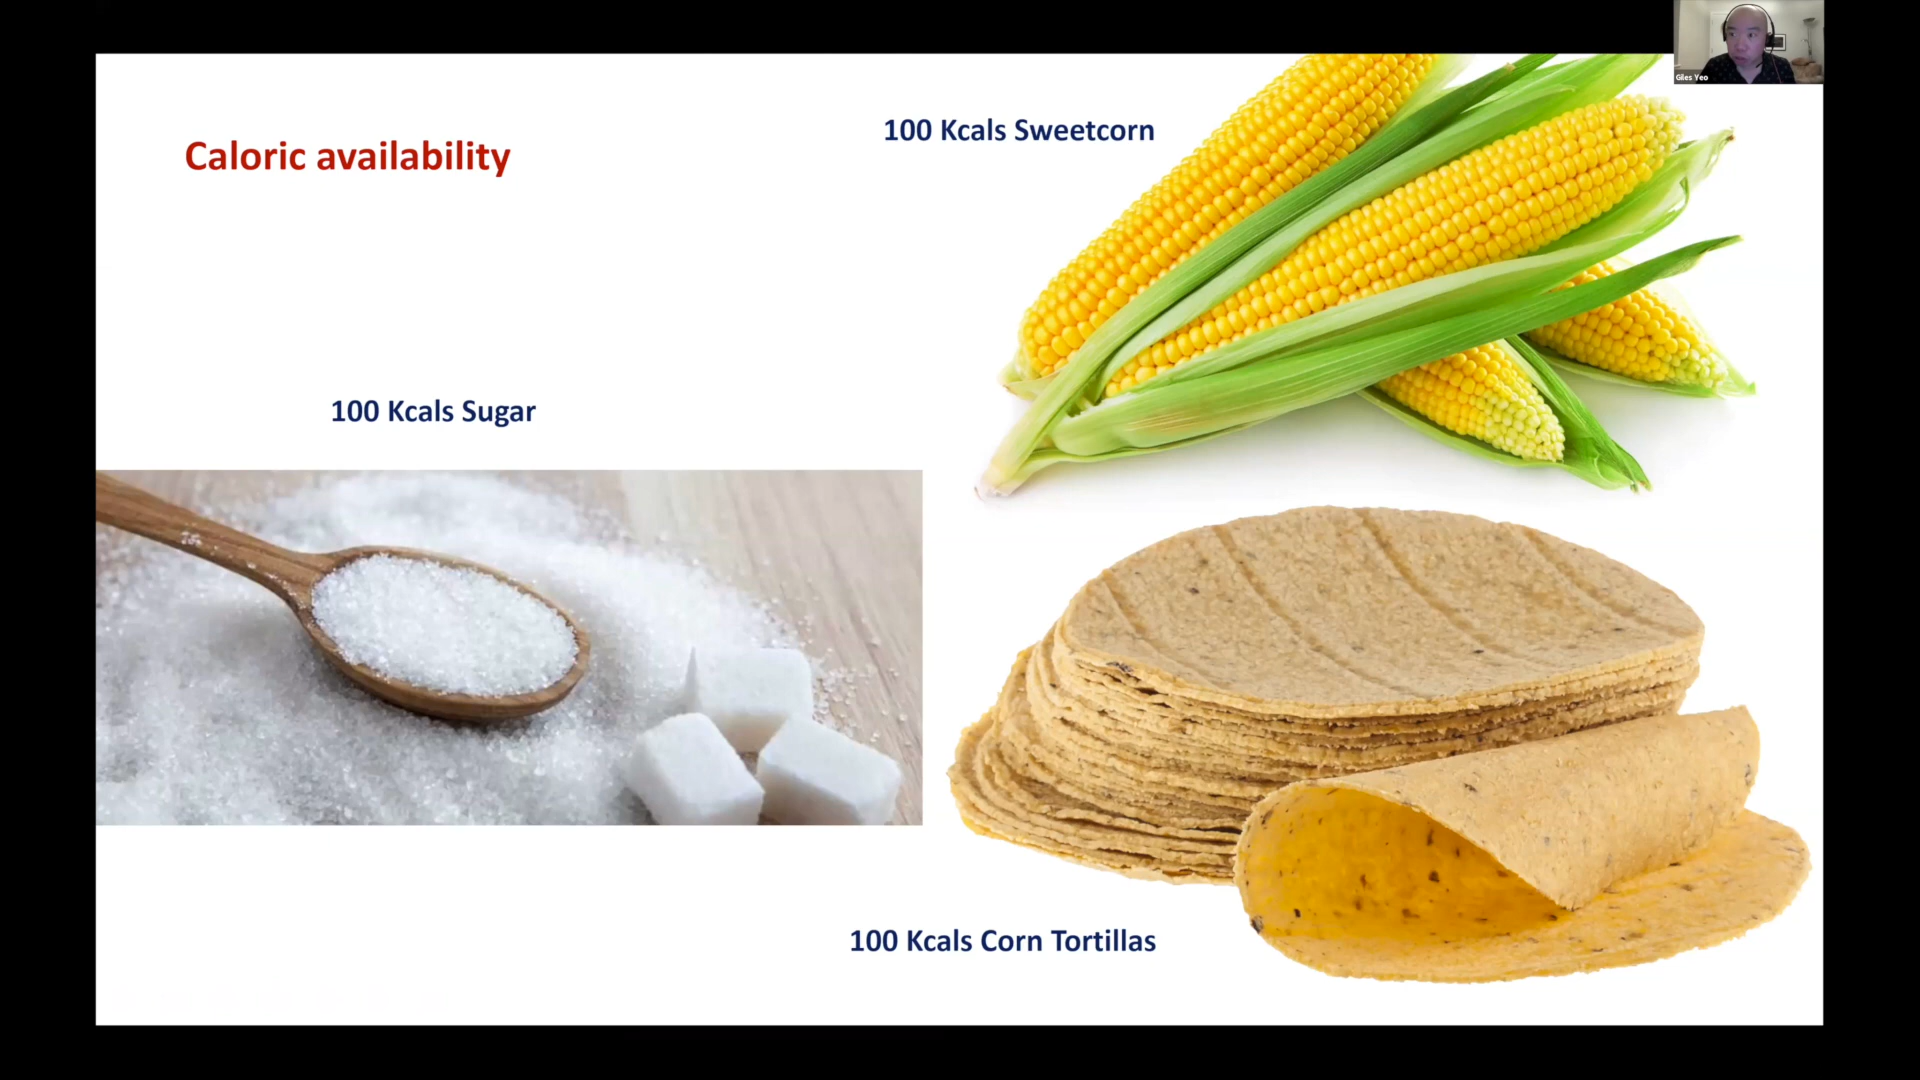 Giles Yeo
100 Kcals Sweetcorn
Caloric availability
100 Kcals Sugar
100 Kcals Corn Tortillas